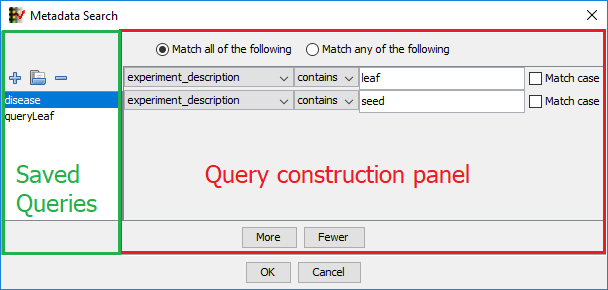 Metadata Search
Match all of the following Match any of the following
experiment_description contains leaf Match case
experiment_description contains seed Match case
disease
queryLeaf
Saved
Queries
Query construction panel
More Fewer
OK Cancel